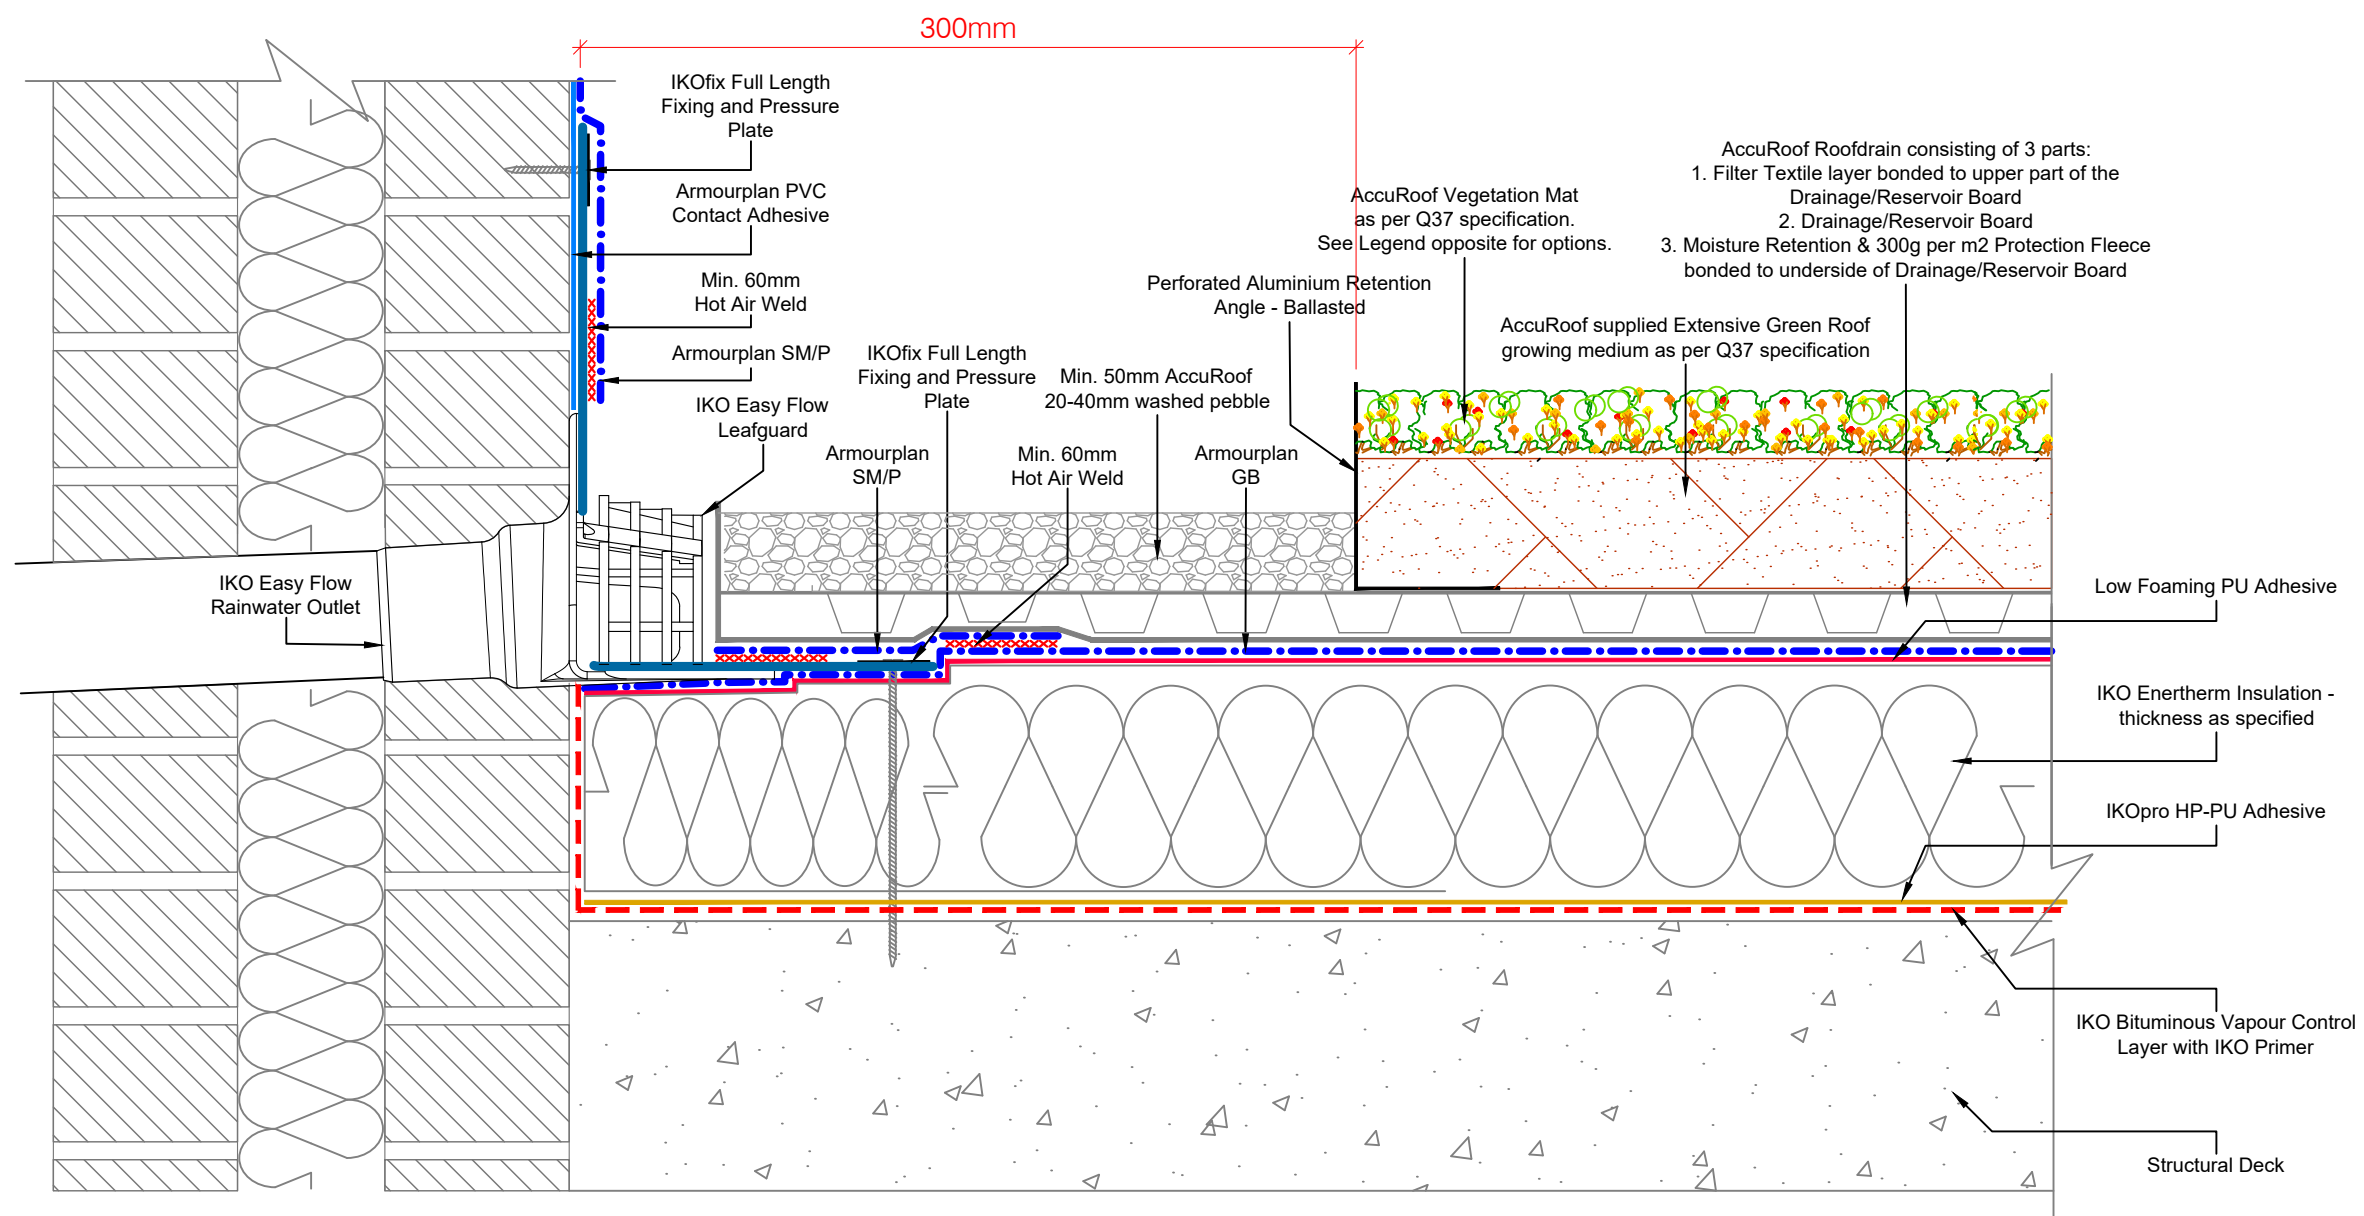 300mm
IKOfix Full Length
Fixing and Pressure
Plate
Armourplan PVC
Contact Adhesive
Min. 60mm
Hot Air Weld
Armourplan SM/P
IKO Easy Flow
Leafguard
IKOfix Full Length
Fixing and Pressure
Plate
Armourplan
SM/P
Min. 50mm AccuRoof
20-40mm washed pebble
Min. 60mm
Hot Air Weld
Armourplan
GB
Perforated Aluminium Retention
Angle - Ballasted
AccuRoof Vegetation Mat
as per Q37 specification.
See Legend opposite for options.
AccuRoof Roofdrain consisting of 3 parts:
1. Filter Textile layer bonded to upper part of the
Drainage/Reservoir Board
2. Drainage/Reservoir Board
3. Moisture Retention & 300g per m2 Protection Fleece
bonded to underside of Drainage/Reservoir Board
AccuRoof supplied Extensive Green Roof
growing medium as per Q37 specification
IKO Easy Flow
Rainwater Outlet
Low Foaming PU Adhesive
IKO Enertherm Insulation -
thickness as specified
IKOpro HP-PU Adhesive
IKO Bituminous Vapour Control
Layer with IKO Primer
Structural Deck